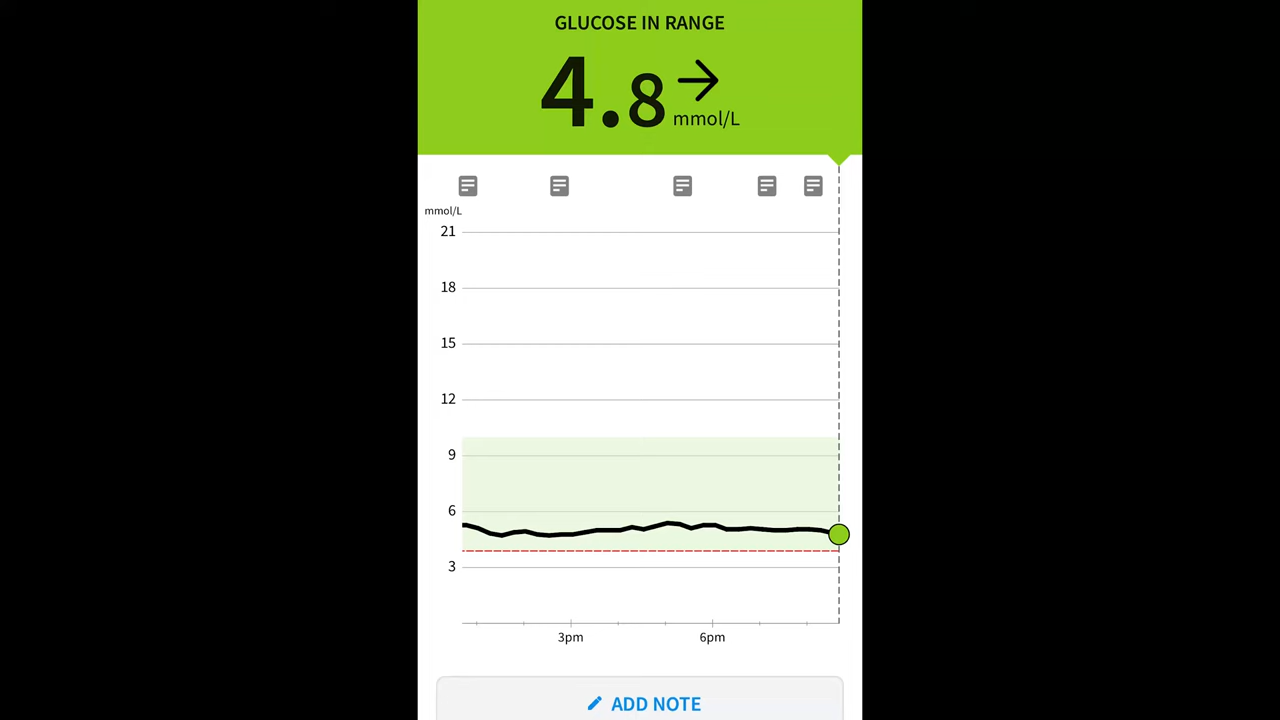 GLUCOSE IN RANGE
4.8
mmol/L
mmol/L
21
18
15
12
9
6
3
3pm 6pm
ADD NOTE